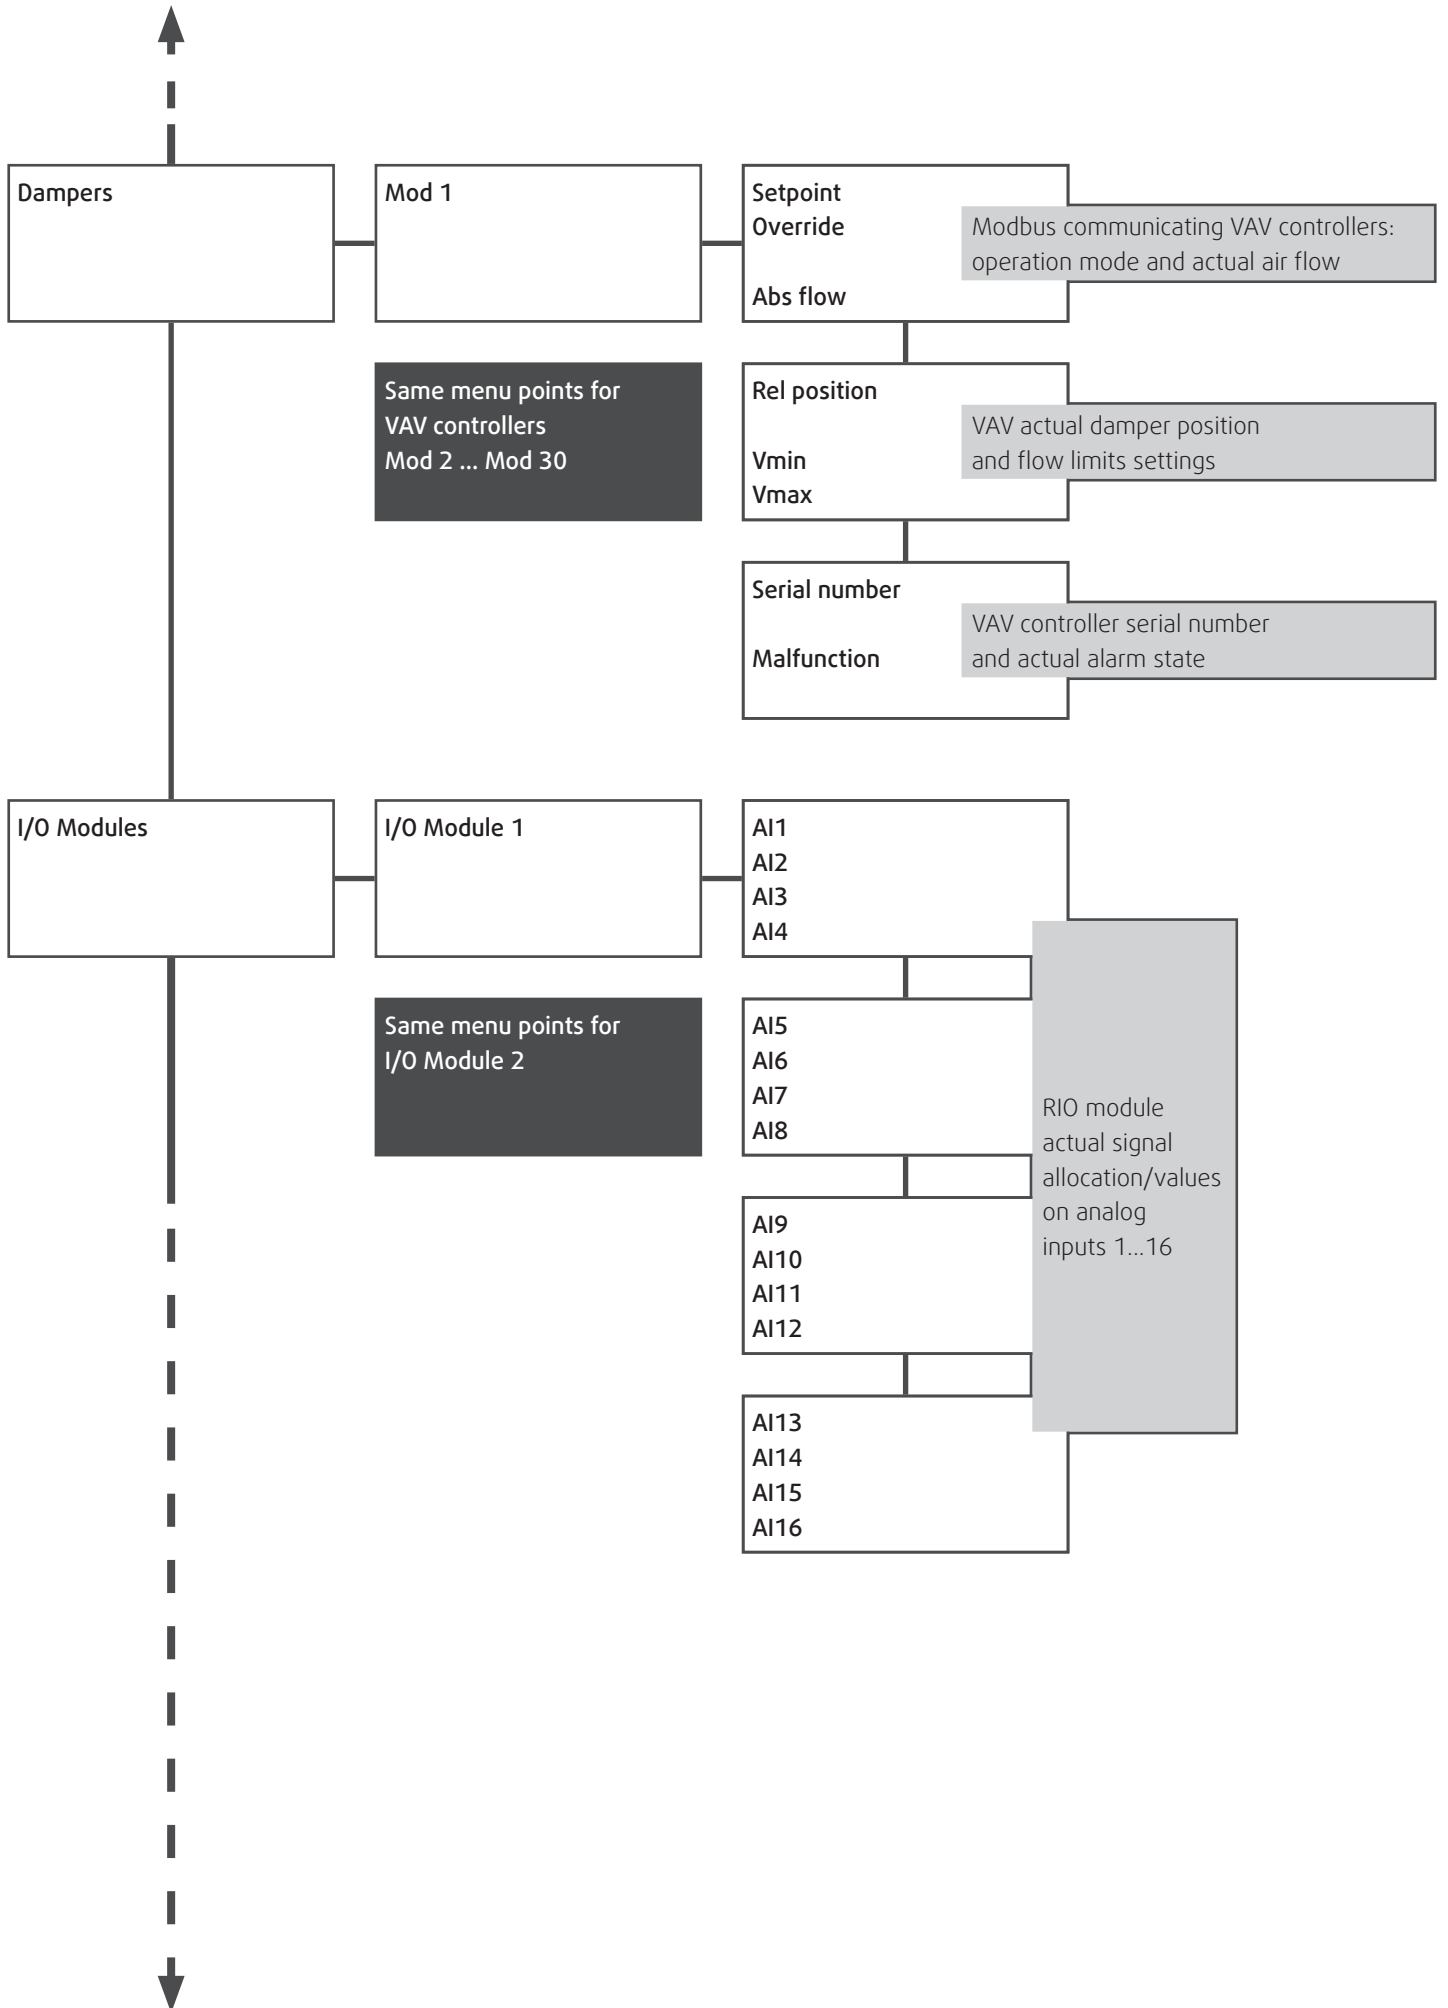 Dampers
Mod 1
Setpoint
Override
Abs flow
Modbus communicating VAV controllers:
operation mode and actual air flow
Same menu points for
VAV controllers
Mod 2 ... Mod 30
Rel position
Vmin
Vmax
VAV actual damper position
and flow limits settings
Serial number
Malfunction
VAV controller serial number
and actual alarm state
I/O Modules
I/O Module 1
AI1
AI2
AI3
AI4
Same menu points for
I/O Module 2
AI5
AI6
AI7
AI8
RIO module
actual signal
allocation/values
on analog
inputs 1...16
AI9
AI10
AI11
AI12
AI13
AI14
AI15
AI16